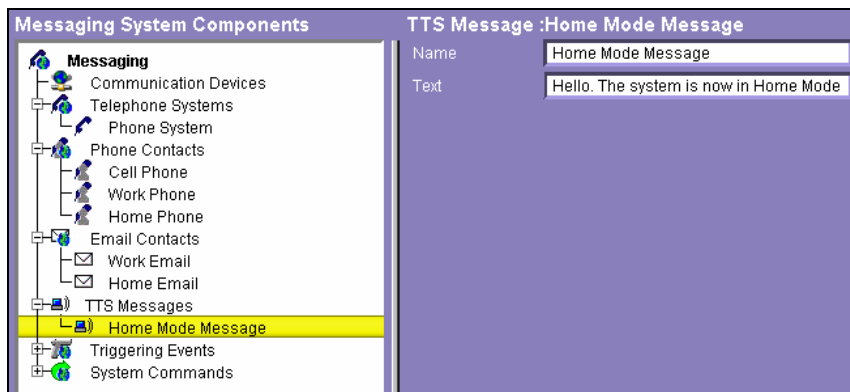 Messaging System Components
Messaging
Communication Devices
Telephone Systems
Phone System
Phone Contacts
Cell Phone
Work Phone
Home Phone
Email Contacts
Work Email
Home Email
TTS Messages
Home Mode Message
Triggering Events
System Commands
TTS Message :Home Mode Message
Name Home Mode Message
Text Hello. The system is now in Home Mode